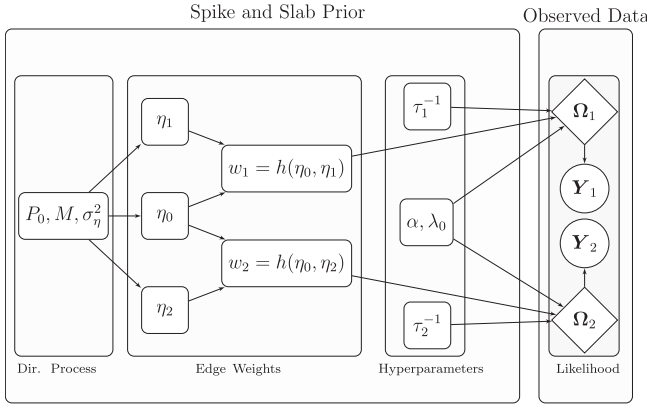 Spike and Slab Prior
Observed Data
P₀, M, σ_η²
η₁
η₀
η₂
w₁ = h(η₀, η₁)
w₂ = h(η₀, η₂)
τ₁⁻¹
α, λ₀
τ₂⁻¹
Ω₁
Y₁
Y₂
Ω₂
Dir. Process
Edge Weights
Hyperparameters
Likelihood